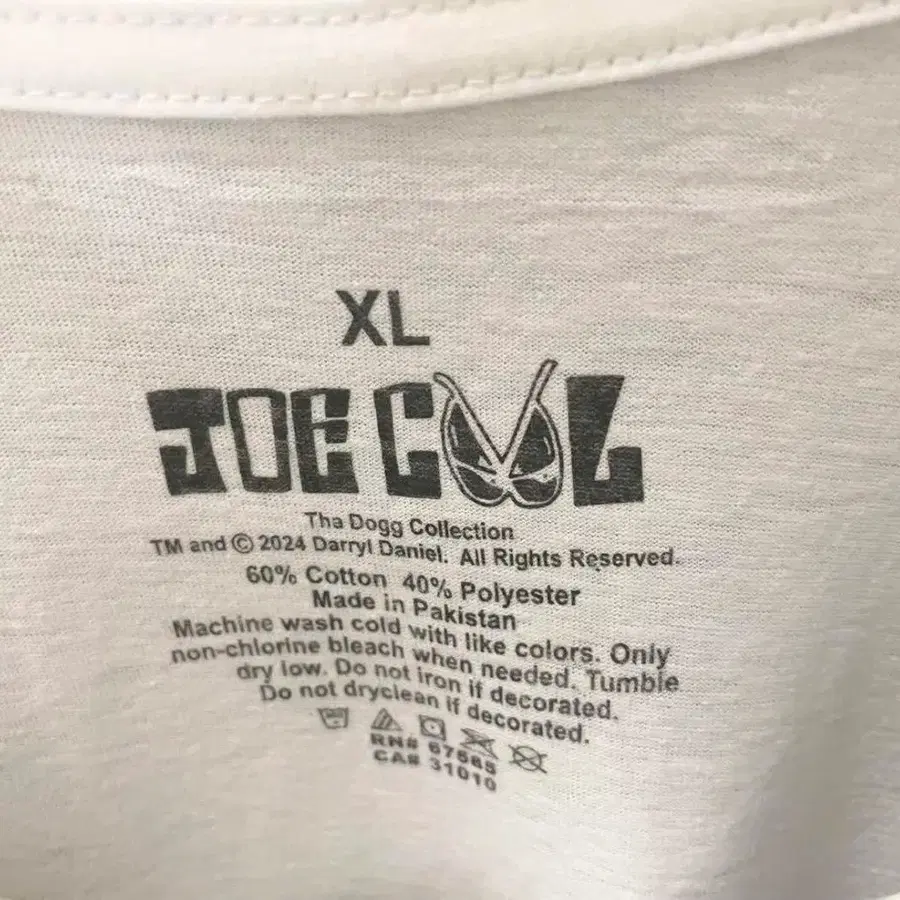 XL
JOE COOL
Tha Dogg Collection
TM and © 2024 Darryl Daniel. All Rights Reserved.
60% Cotton 40% Polyester
Made in Pakistan
Machine wash cold with like colors. Only
non-chlorine bleach when needed. Tumble
dry low. Do not iron if decorated.
Do not dryclean if decorated.
RN# 67565
CA# 31010